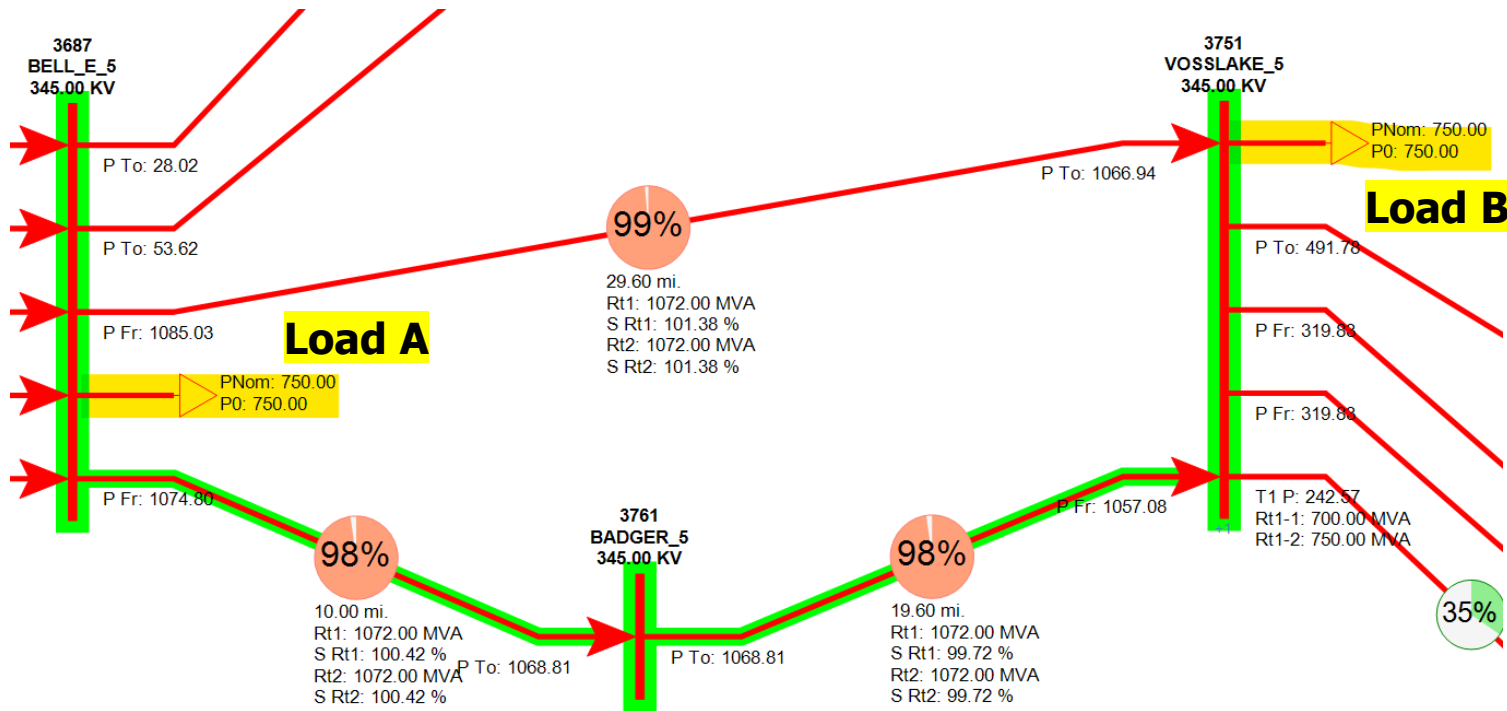 3687
BELL_E_5
345.00 KV
P To: 28.02
P To: 53.62
P Fr: 1085.03
Load A
PNom: 750.00
P0: 750.00
P Fr: 1074.80
99%
29.60 mi.
Rt1: 1072.00 MVA
S Rt1: 101.38 %
Rt2: 1072.00 MVA
S Rt2: 101.38 %
98%
10.00 mi.
Rt1: 1072.00 MVA
S Rt1: 100.42 %
Rt2: 1072.00 MVA
S Rt2: 100.42 %
P To: 1068.81
3761
BADGER_5
345.00 KV
P To: 1068.81
98%
19.60 mi.
Rt1: 1072.00 MVA
S Rt1: 99.72 %
Rt2: 1072.00 MVA
S Rt2: 99.72 %
P Fr: 1057.08
3751
VOSSLAKE_5
345.00 KV
P To: 1066.94
PNom: 750.00
P0: 750.00
Load B
P To: 491.78
P Fr: 319.83
P Fr: 319.83
T1 P: 242.57
Rt1-1: 700.00 MVA
Rt1-2: 750.00 MVA
+1
35%